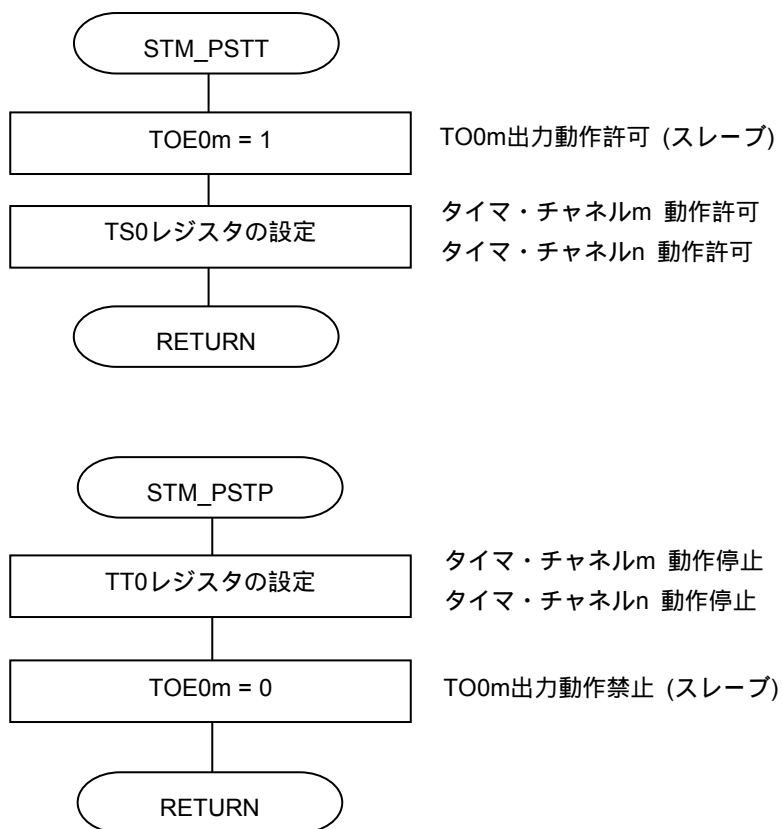 STM_PSTT
TOE0m = 1
TO0m出力動作許可 (スレーブ)
TS0レジスタの設定
タイマ・チャネルm 動作許可
タイマ・チャネルn 動作許可
RETURN
STM_PSTP
TT0レジスタの設定
タイマ・チャネルm 動作停止
タイマ・チャネルn 動作停止
TOE0m = 0
TO0m出力動作禁止 (スレーブ)
RETURN